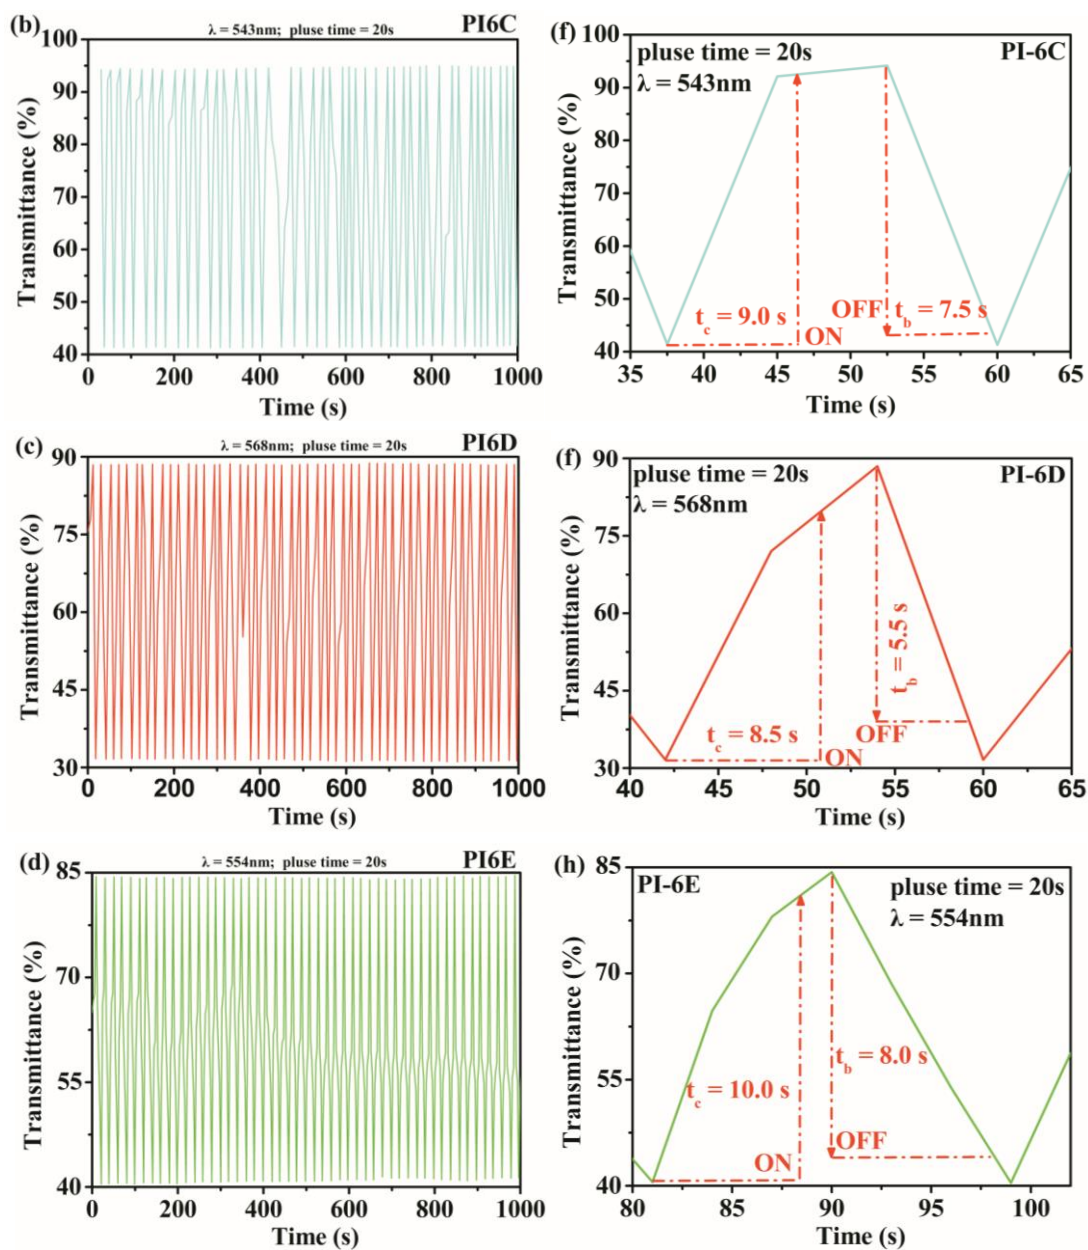 (b)
λ = 543nm; pluse time = 20s
PI6C
100
90
80
70
60
50
40
Transmittance (%)
0 200 400 600 800 1000
Time (s)
(f)
pluse time = 20s
PI-6C
λ = 543nm
100
90
80
70
60
50
40
Transmittance (%)
t_c = 9.0 s
ON
OFF
t_b = 7.5 s
35 40 45 50 55 60 65
Time (s)
(c)
λ = 568nm; pluse time = 20s
PI6D
90
75
60
45
30
Transmittance (%)
0 200 400 600 800 1000
Time (s)
(f)
pluse time = 20s
PI-6D
λ = 568nm
90
75
60
45
30
Transmittance (%)
t_c = 8.5 s
ON
OFF
t_b = 5.5 s
40 45 50 55 60 65
Time (s)
(d)
λ = 554nm; pluse time = 20s
PI6E
85
70
55
40
Transmittance (%)
0 200 400 600 800 1000
Time (s)
(h)
PI-6E
pluse time = 20s
λ = 554nm
85
70
55
40
Transmittance (%)
t_c = 10.0 s
ON
t_b = 8.0 s
OFF
80 85 90 95 100
Time (s)